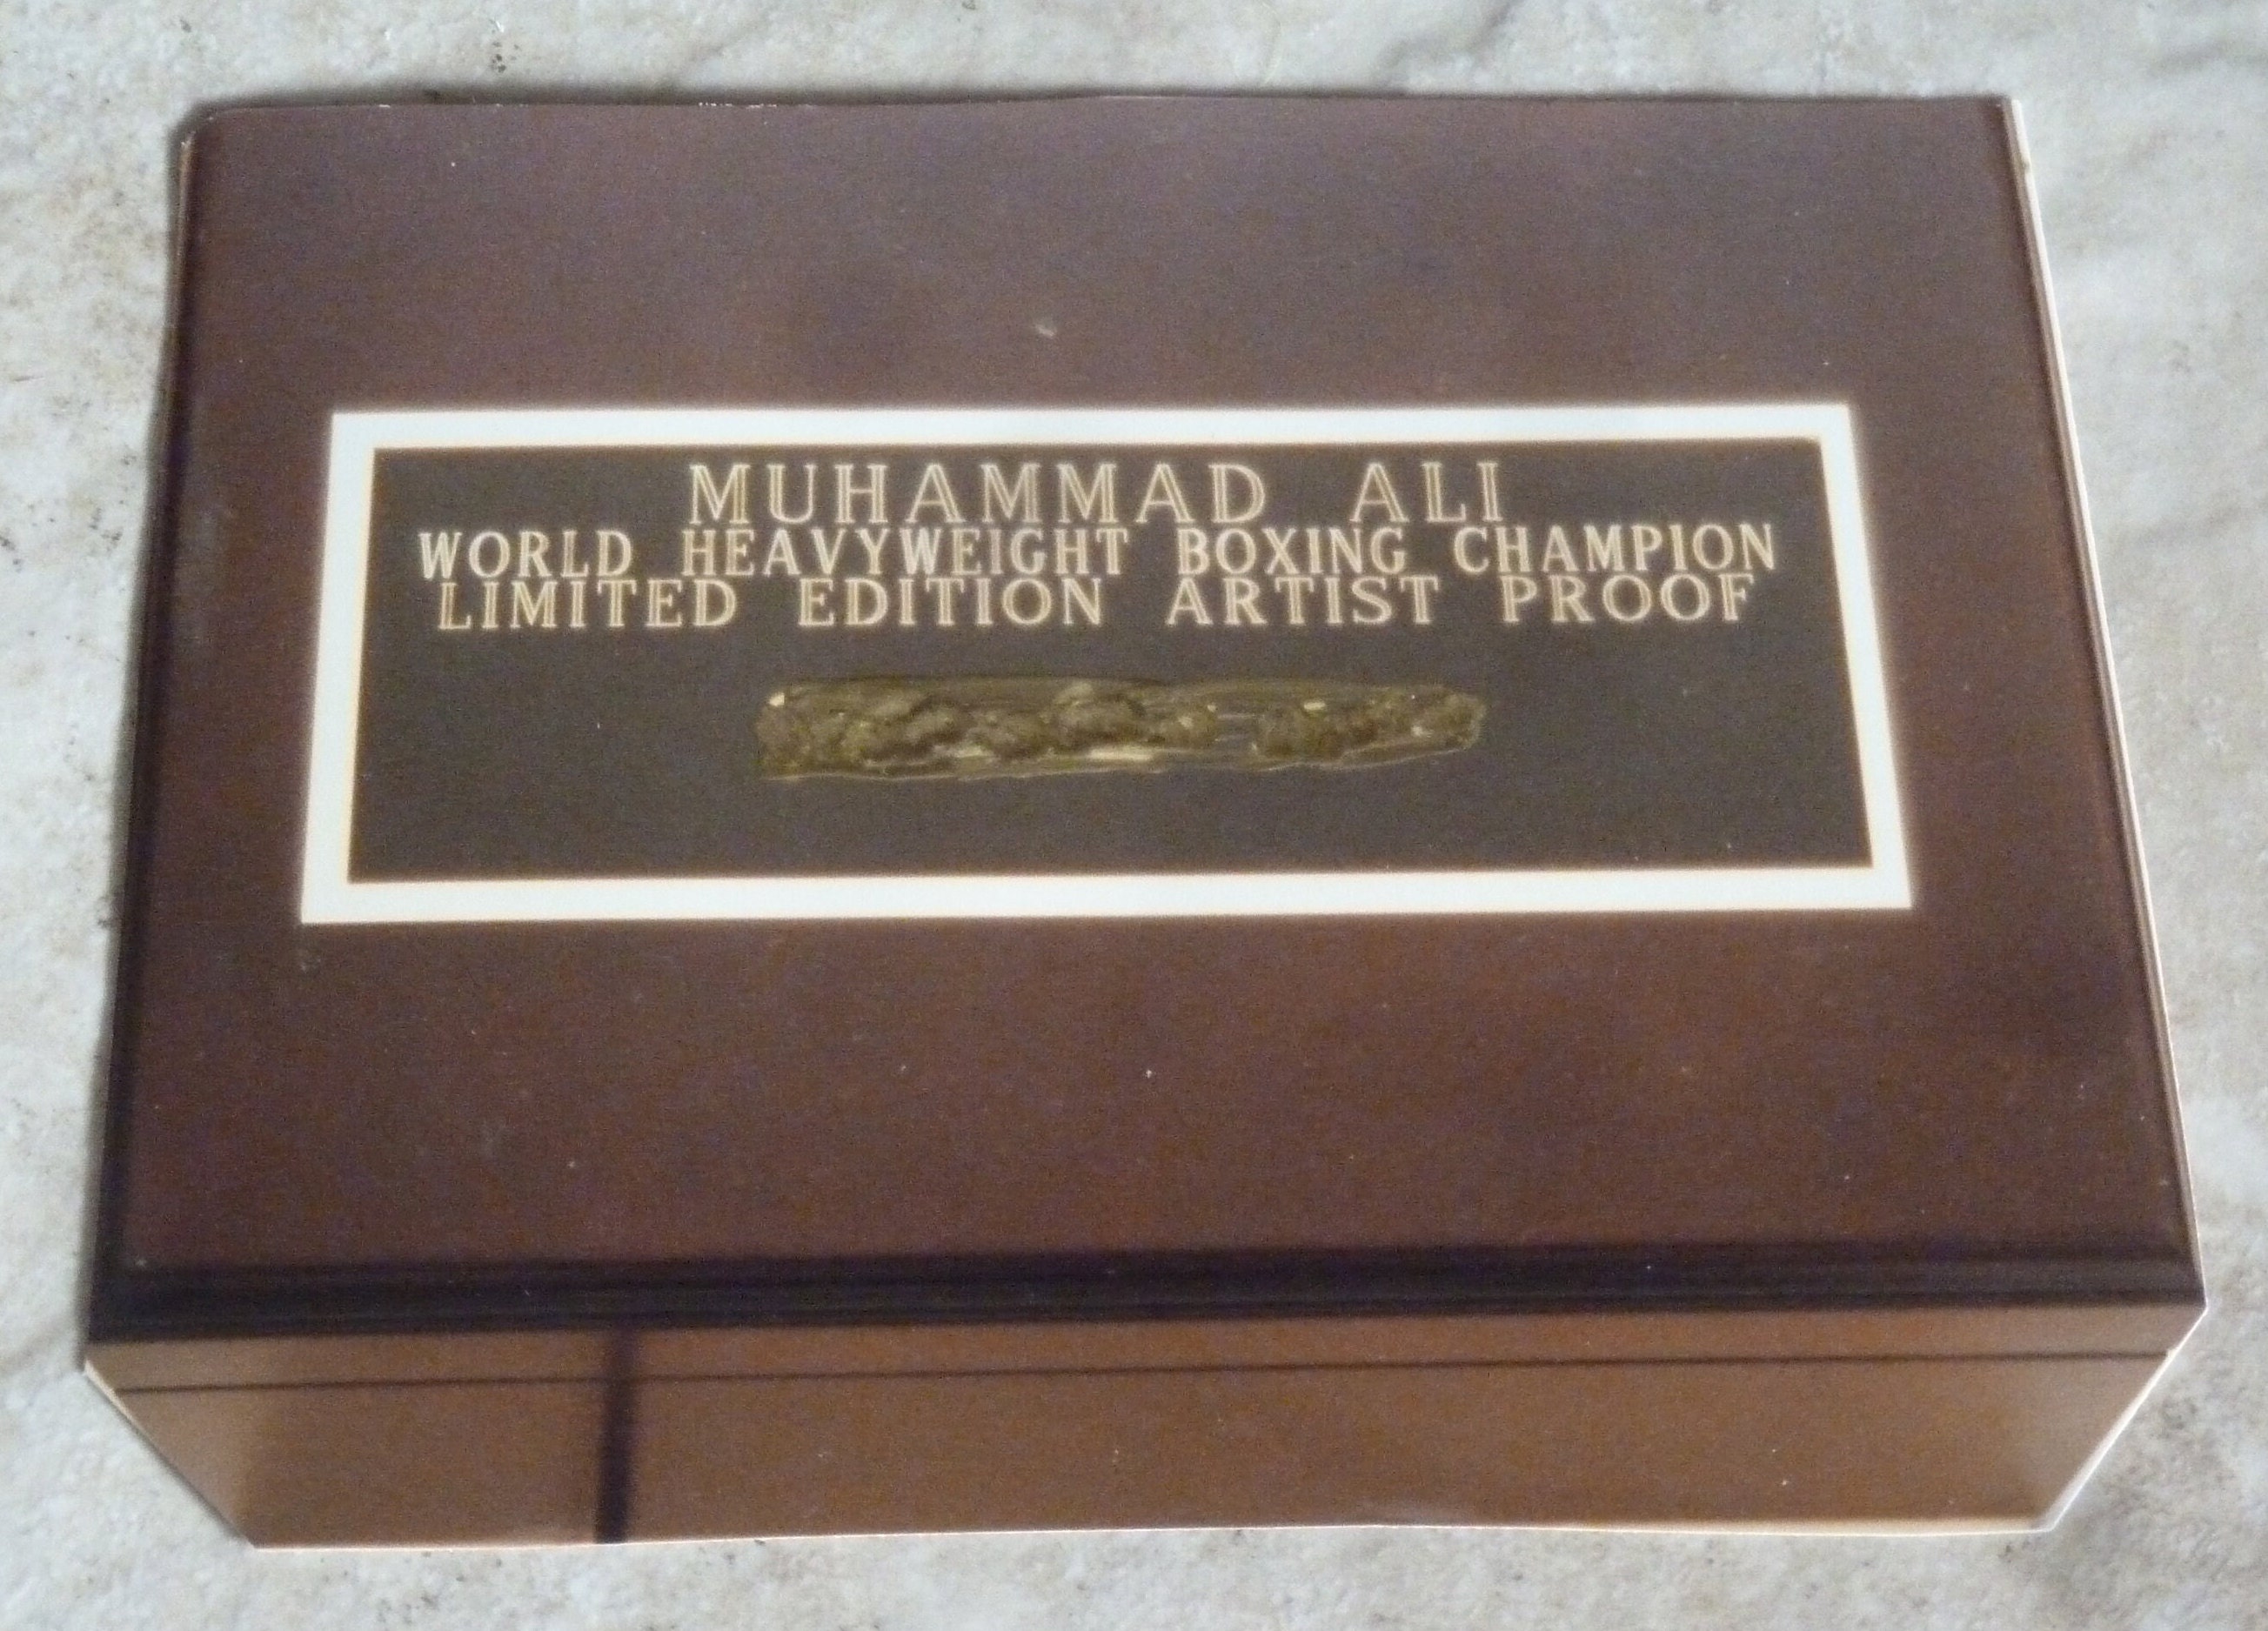 MUHAMMAD ALI
WORLD HEAVYWEIGHT BOXING CHAMPION
LIMITED EDITION ARTIST PROOF